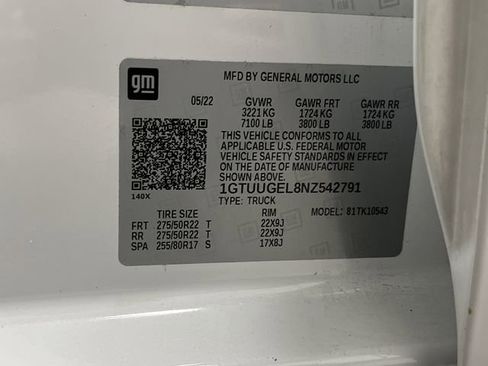 gm
MFD BY GENERAL MOTORS LLC
05/22 GVWR GAWR FRT GAWR RR
3221 KG 1724 KG 1724 KG
7100 LB 3800 LB 3800 LB
THIS VEHICLE CONFORMS TO ALL
APPLICABLE U.S. FEDERAL MOTOR
VEHICLE SAFETY STANDARDS IN EFFECT ON
THE DATE OF MANUFACTURE SHOWN ABOVE.
1GTUUGEL8NZ542791
TYPE: TRUCK
140X
TIRE SIZE RIM MODEL: 81TK10543
FRT 275/50R22 T 22X9J
RR 275/50R22 T 22X9J
SPA 255/80R17 S 17X8J